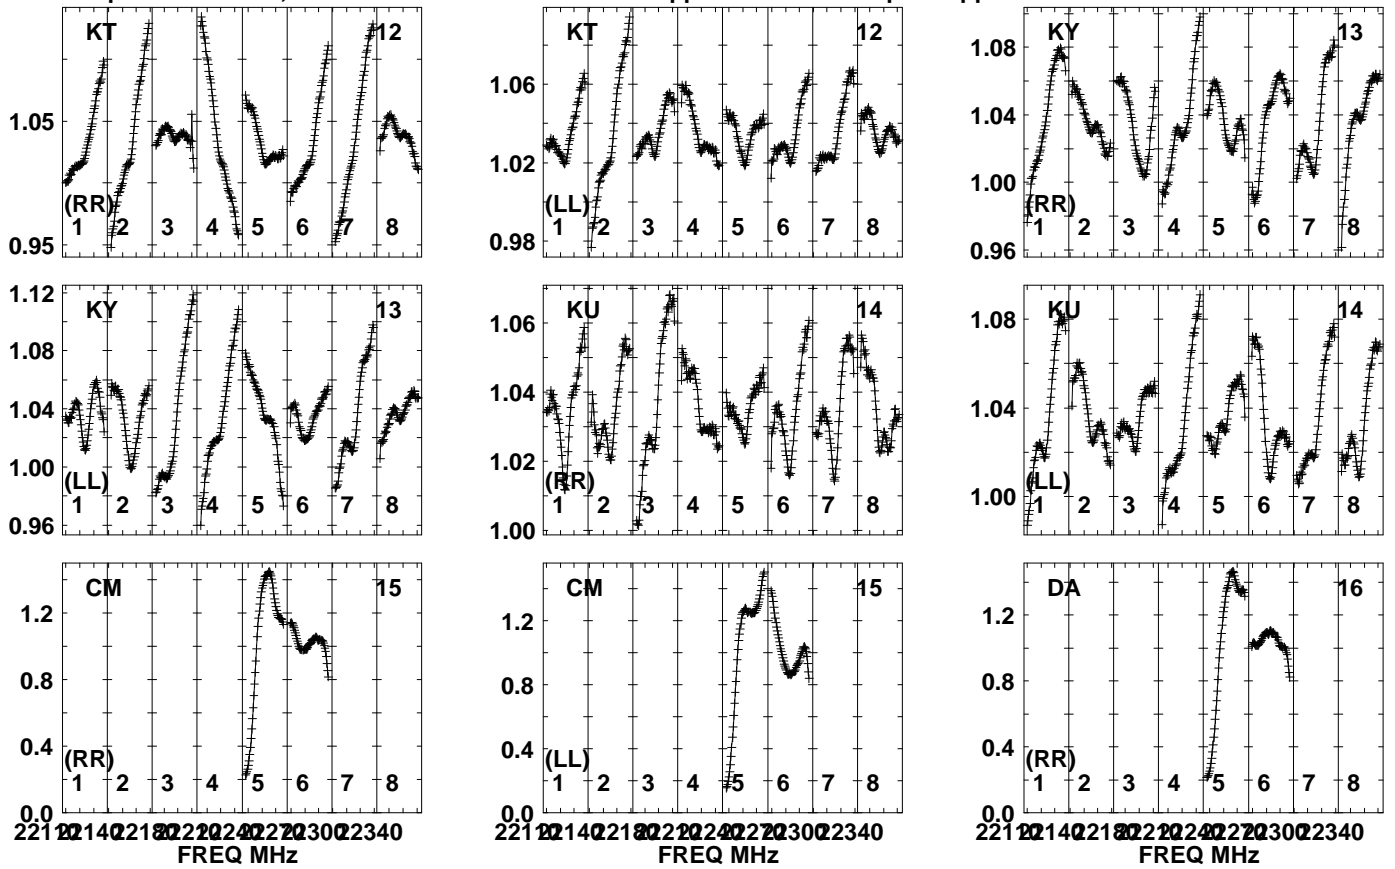 KT 12 KT 12 KY 13
1.05 0.95 1.06 1.02 0.98 1.08 1.04 1.00 0.96
(RR) (LL) (RR)
1 2 3 4 5 6 7 8 1 2 3 4 5 6 7 8 1 2 3 4 5 6 7 8
KY 13 KU 14 KU 14
1.12 1.08 1.04 1.00 0.96 1.06 1.04 1.02 1.00 1.08 1.04 1.00
(LL) (RR) (LL)
1 2 3 4 5 6 7 8 1 2 3 4 5 6 7 8 1 2 3 4 5 6 7 8
CM 15 CM 15 DA 16
1.2 0.8 0.4 0.0 1.2 0.8 0.4 0.0 1.2 0.8 0.4 0.0
(RR) (LL) (RR)
1 2 3 4 5 6 7 8 1 2 3 4 5 6 7 8 1 2 3 4 5 6 7 8
22340 22340 22340
FREQ MHz FREQ MHz FREQ MHz